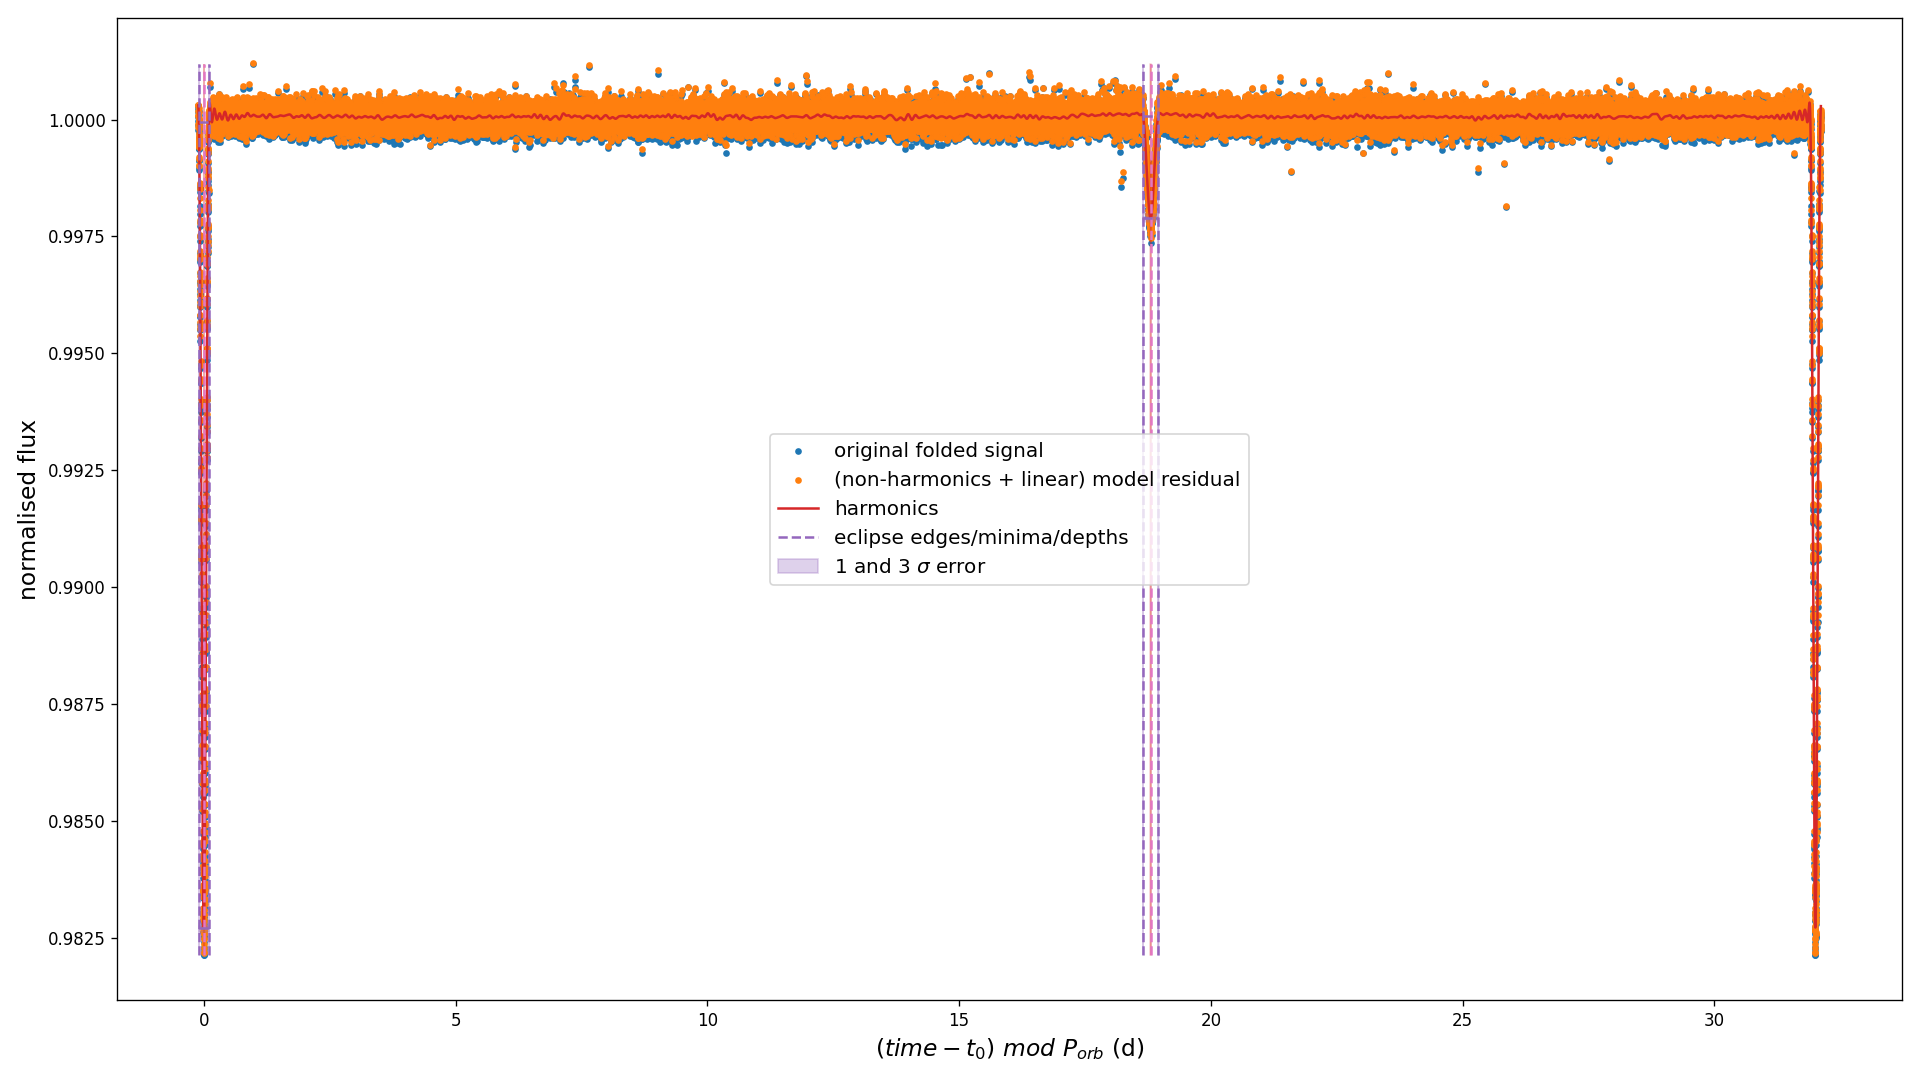 normalised flux
1.0000
0.9975
0.9950
0.9925
0.9900
0.9875
0.9850
0.9825
original folded signal
(non-harmonics + linear) model residual
harmonics
eclipse edges/minima/depths
1 and 3 σ error
0 5 10 15 20 25 30
(time − t₀) mod P_orb (d)